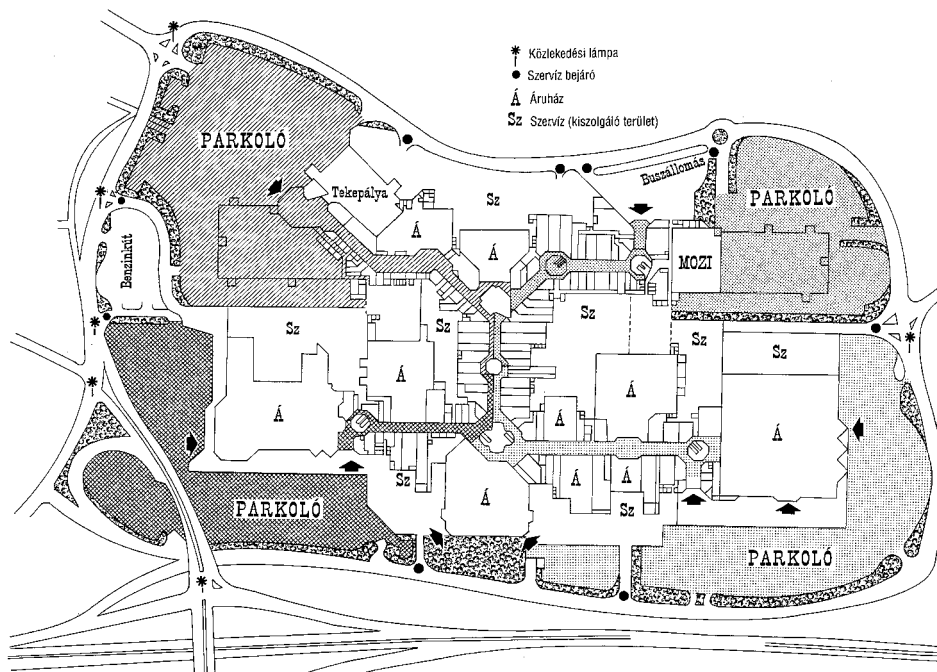 Közlekedési lámpa
Szervíz bejáró
Á Áruház
Sz Szervíz (kiszolgáló terület)
PARKOLÓ
Tekepálya
Sz
Buszállomás
PARKOLÓ
Á
Á
MOZI
Benzinkút
Sz
Sz
Sz
Sz
Sz
Á
Á
Á
Á
Á
Sz
Á
Á
Á
Sz
PARKOLÓ
PARKOLÓ